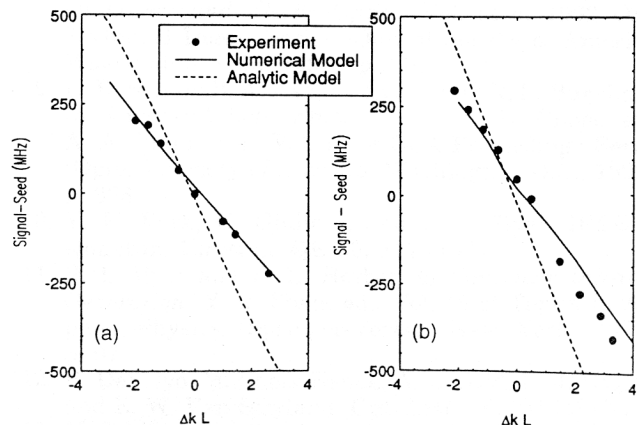 Experiment
Numerical Model
Analytic Model
500
250
0
-250
-500
Signal-Seed (MHz)
(a)
-4
-2
0
2
4
Δk L
500
250
0
-250
-500
Signal - Seed (MHz)
(b)
-4
-2
0
2
4
Δk L